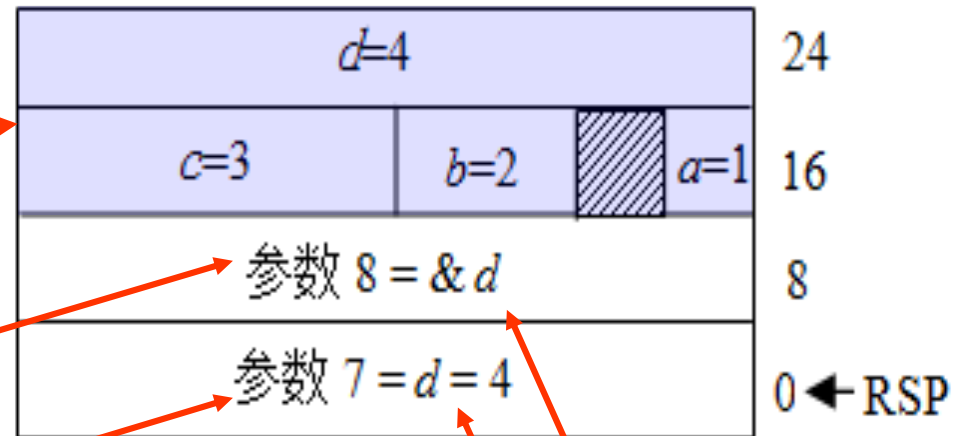 d=4 24
c=3 b=2 a=1 16
参数 8 = & d 8
参数 7 = d = 4 0 RSP